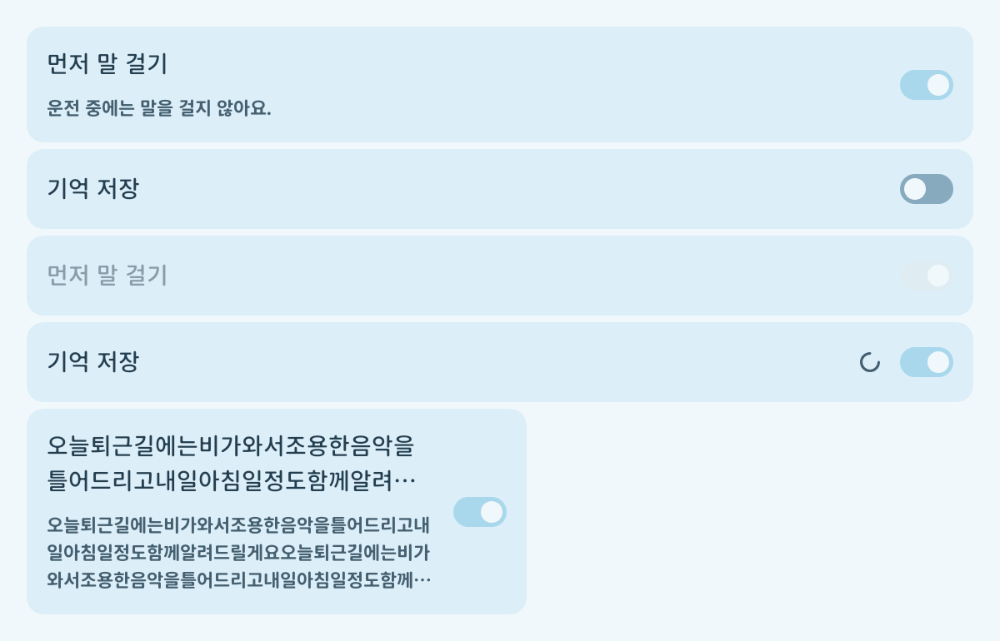 먼저 말 걸기
운전 중에는 말을 걸지 않아요.
기억 저장
먼저 말 걸기
기억 저장
오늘퇴근길에는비가와서조용한음악을
틀어드리고내일아침일정도함께알려…
오늘퇴근길에는비가와서조용한음악을틀어드리고내
일아침일정도함께알려드릴게요오늘퇴근길에는비가
와서조용한음악을틀어드리고내일아침일정도함께…